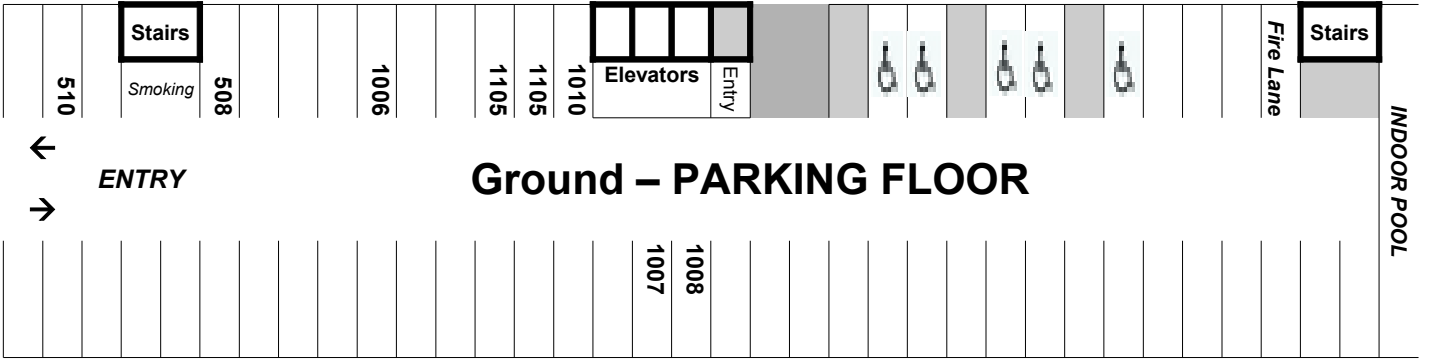 Stairs
Smoking
510
508
1006
1105
1105
1010
Elevators
Entry
Fire Lane
Stairs
INDOOR POOL
←
ENTRY
→
Ground – PARKING FLOOR
1007
1008